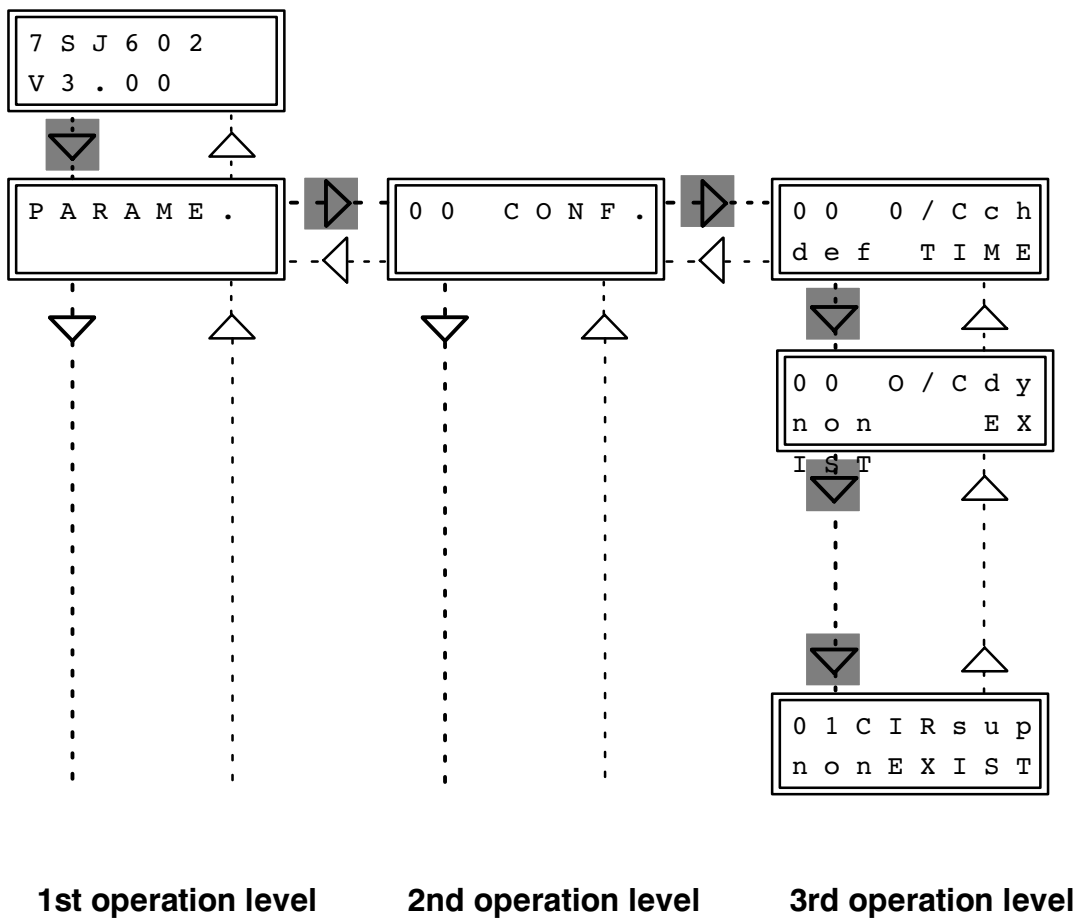 7SJ602
V3.00
PARAME.
00 CONF.
00 0/Cch
def TIME
00 O/Cdy
non EX
IST
01CIRsup
nonEXIST
1st operation level
2nd operation level
3rd operation level